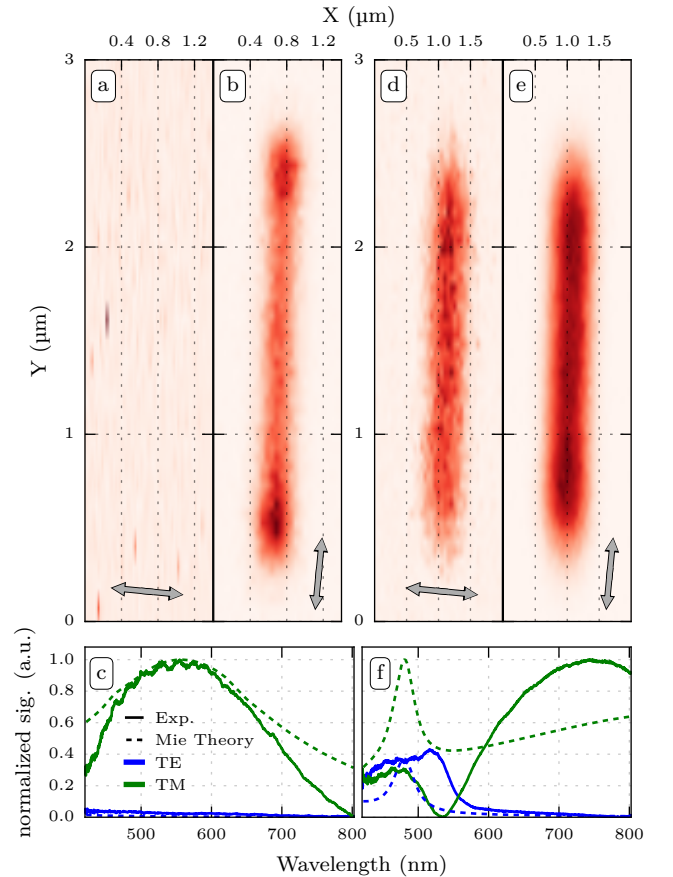 X (µm)
0.4 0.8 1.2 0.4 0.8 1.2 0.5 1.0 1.5 0.5 1.0 1.5
3 3
a b d e
2 2
Y (µm)
1 1
0 0
normalized sig. (a.u.)
1.0
0.8
0.6
0.4
0.2
0.0
c f
Exp.
Mie Theory
TE
TM
500 600 700 800 500 600 700 800
Wavelength (nm)